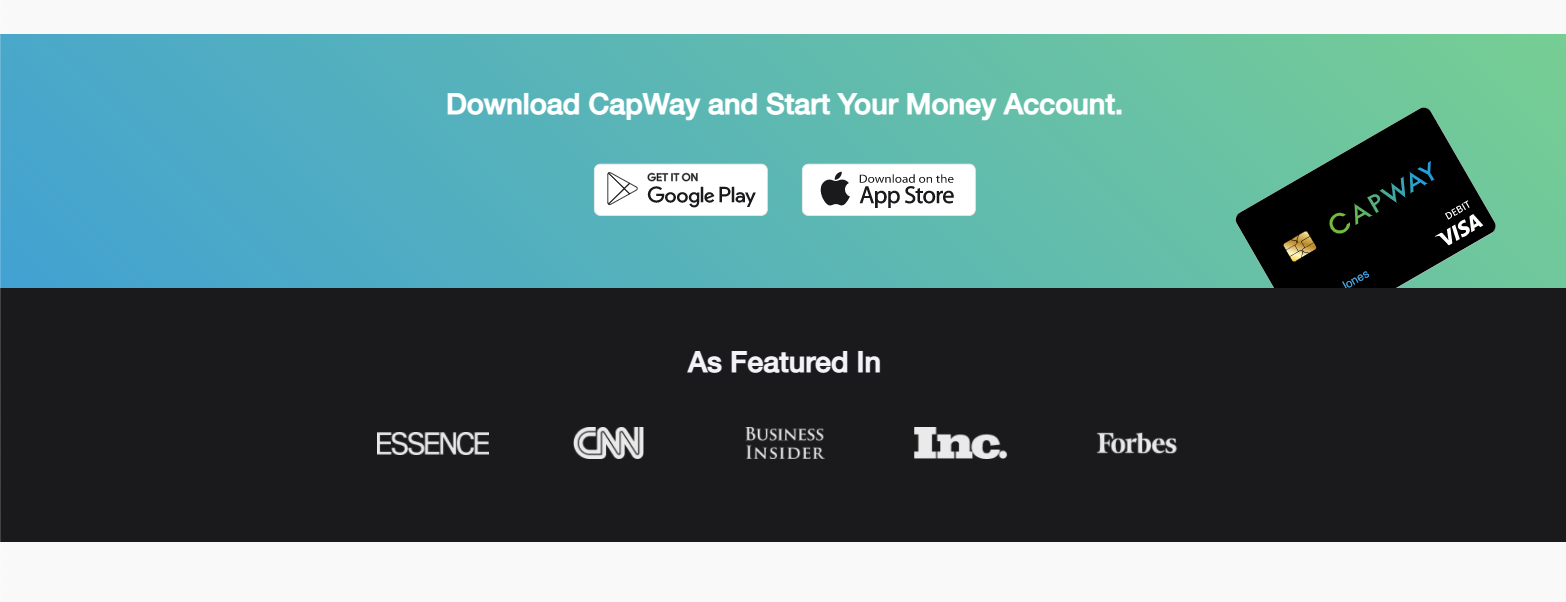 Download CapWay and Start Your Money Account.
GET IT ON
Google Play
Download on the
App Store
CAPWAY
DEBIT
VISA
Jones
As Featured In
ESSENCE
CNN
BUSINESS
INSIDER
Inc.
Forbes